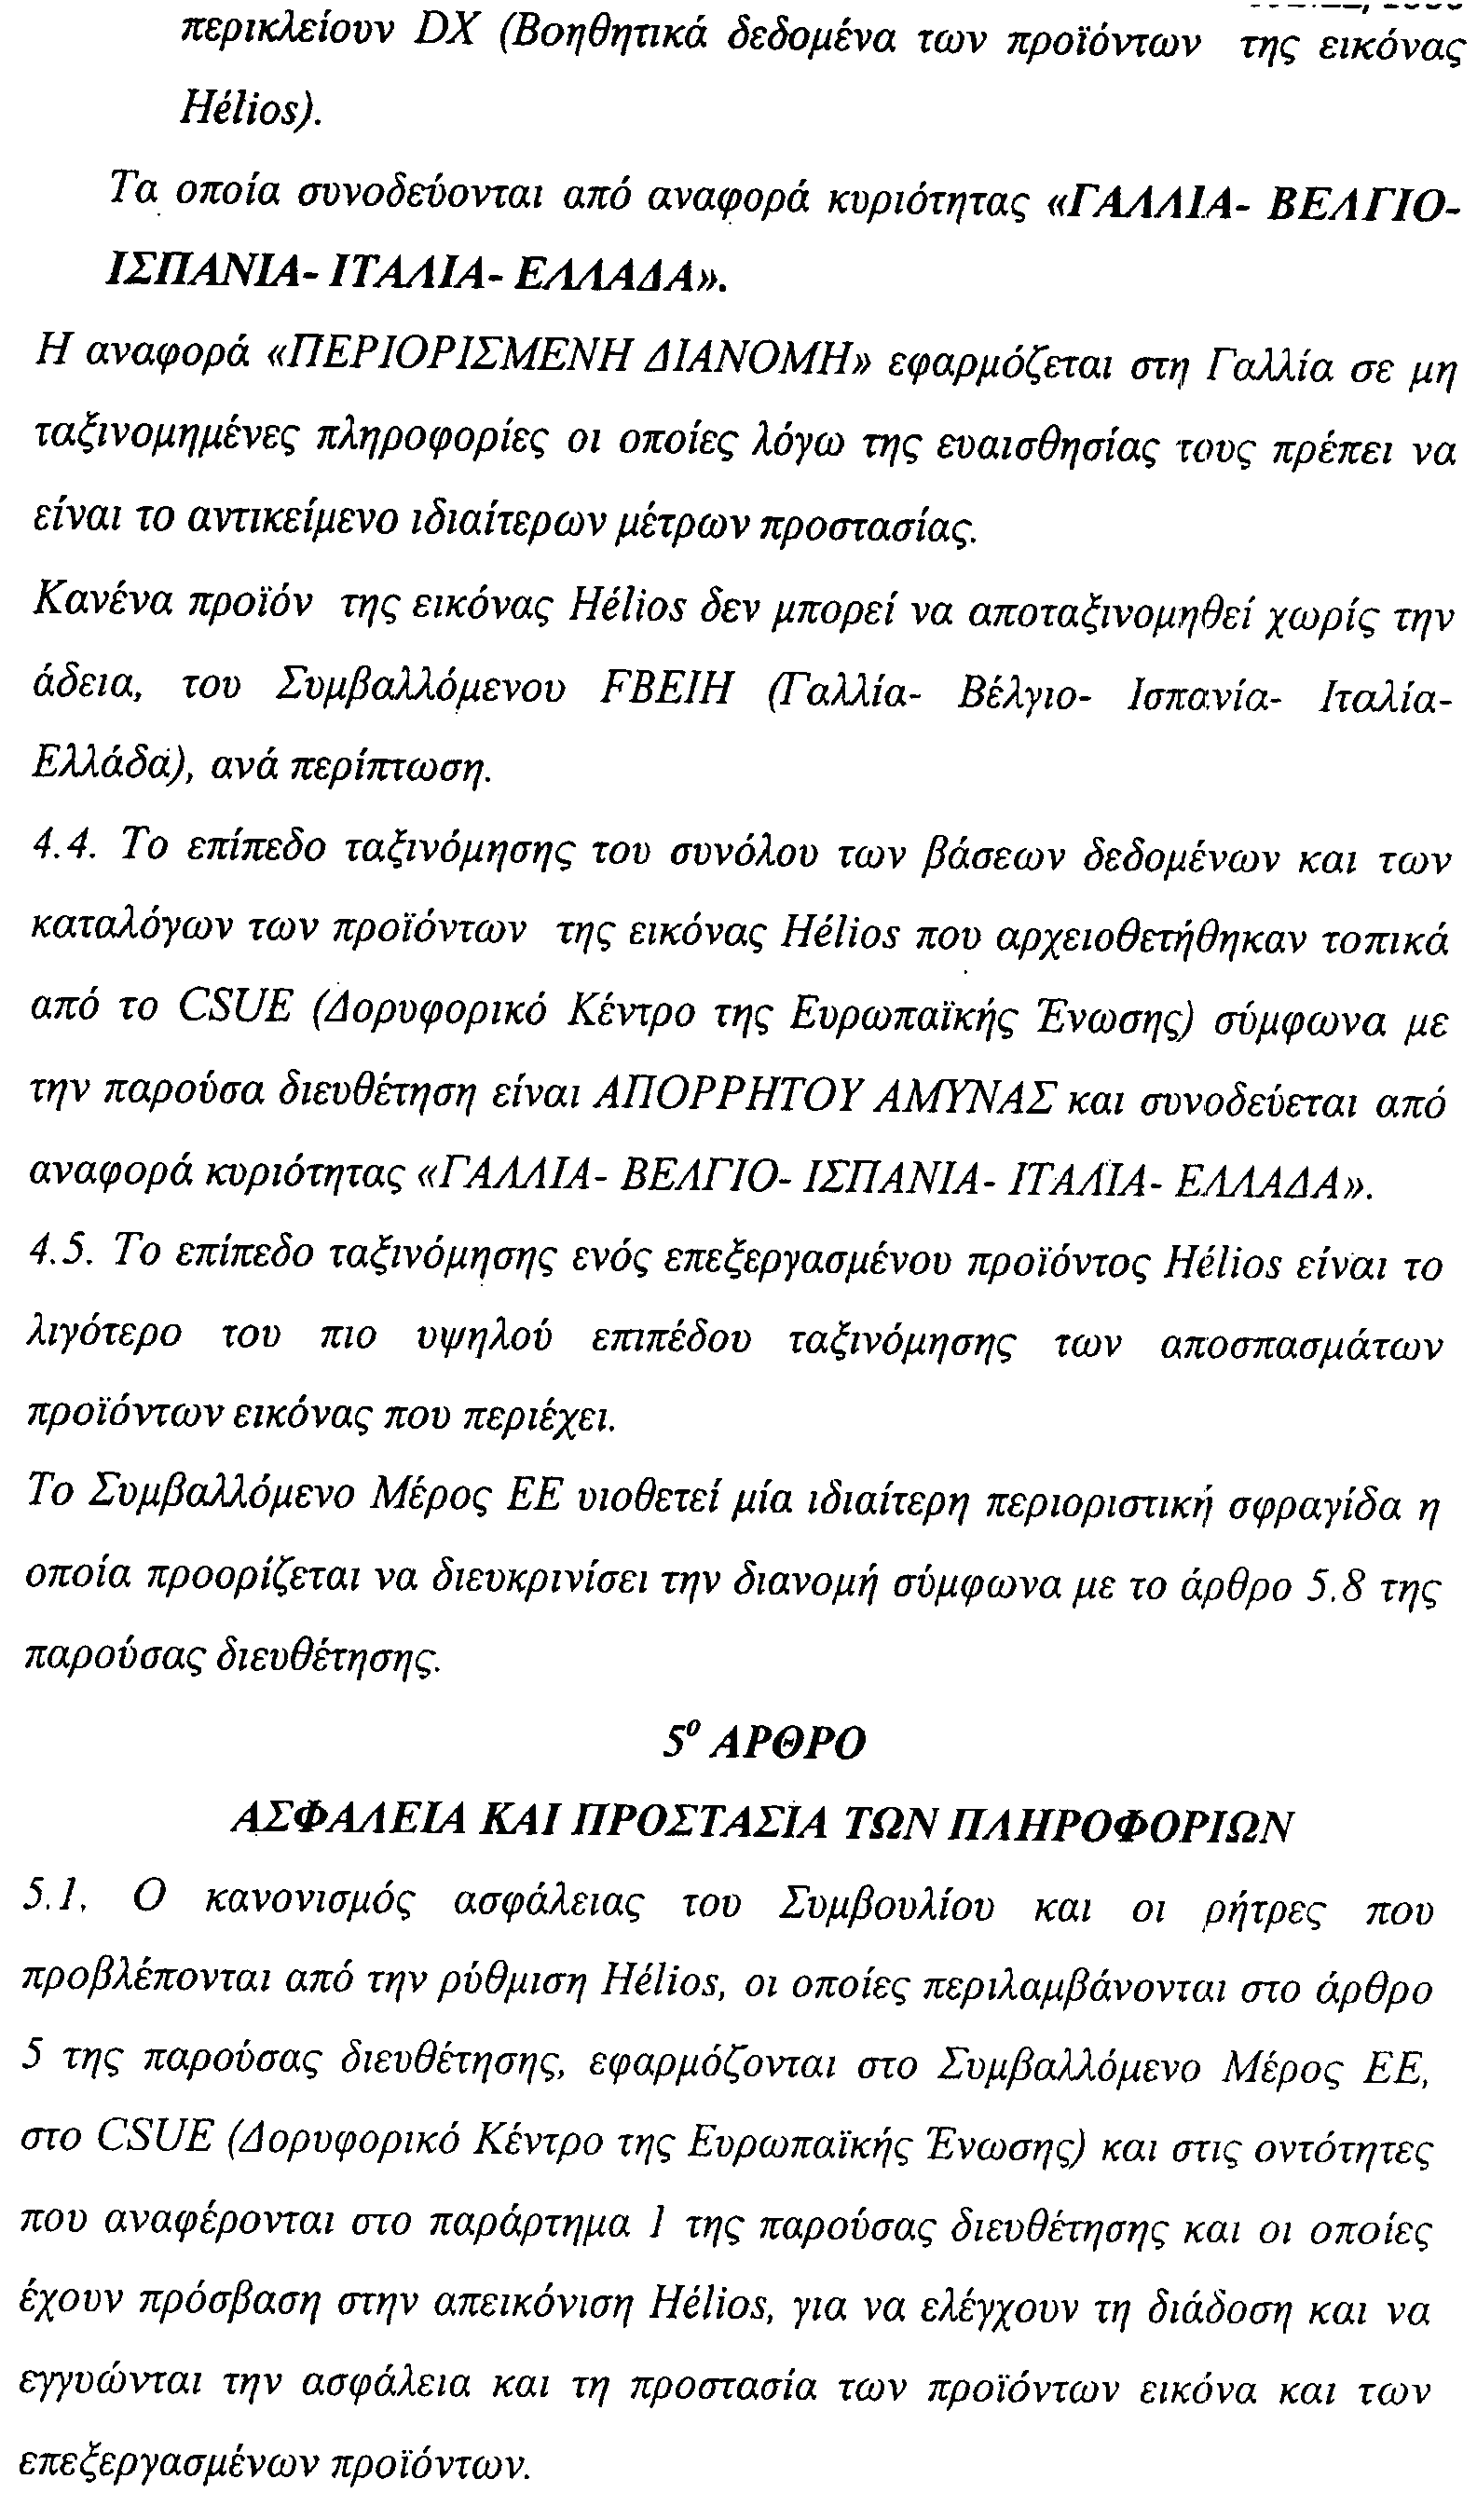 περικλείουν DX (Βοηθητικά δεδομένα των προϊόντων της εικόνας
Hélios).
Τα οποία συνοδεύονται από αναφορά κυριότητας «ΓΑΛΛΙΑ- ΒΕΛΓΙΟ-
ΙΣΠΑΝΙΑ- ΙΤΑΛΙΑ- ΕΛΛΑΔΑ».
Η αναφορά «ΠΕΡΙΟΡΙΣΜΕΝΗ ΔΙΑΝΟΜΗ» εφαρμόζεται στη Γαλλία σε μη
ταξινομημένες πληροφορίες οι οποίες λόγω της ευαισθησίας τους πρέπει να
είναι το αντικείμενο ιδιαίτερων μέτρων προστασίας.
Κανένα προϊόν της εικόνας Hélios δεν μπορεί να αποταξινομηθεί χωρίς την
άδεια, του Συμβαλλόμενου FBEIH (Γαλλία- Βέλγιο- Ισπανία- Ιταλία-
Ελλάδα), ανά περίπτωση.
4.4. Το επίπεδο ταξινόμησης του συνόλου των βάσεων δεδομένων και των
καταλόγων των προϊόντων της εικόνας Hélios που αρχειοθετήθηκαν τοπικά
από το CSUE (Δορυφορικό Κέντρο της Ευρωπαϊκής Ένωσης) σύμφωνα με
την παρούσα διευθέτηση είναι ΑΠΟΡΡΗΤΟΥ ΑΜΥΝΑΣ και συνοδεύεται από
αναφορά κυριότητας «ΓΑΛΛΙΑ- ΒΕΛΓΙΟ- ΙΣΠΑΝΙΑ- ΙΤΑΛΙΑ- ΕΛΛΑΔΑ».
4.5. Το επίπεδο ταξινόμησης ενός επεξεργασμένου προϊόντος Hélios είναι το
λιγότερο του πιο υψηλού επιπέδου ταξινόμησης των αποσπασμάτων
προϊόντων εικόνας που περιέχει.
Το Συμβαλλόμενο Μέρος ΕΕ υιοθετεί μία ιδιαίτερη περιοριστική σφραγίδα η
οποία προορίζεται να διευκρινίσει την διανομή σύμφωνα με το άρθρο 5.8 της
παρούσας διευθέτησης.
5º ΑΡΘΡΟ
ΑΣΦΑΛΕΙΑ ΚΑΙ ΠΡΟΣΤΑΣΙΑ ΤΩΝ ΠΛΗΡΟΦΟΡΙΩΝ
5.1. Ο κανονισμός ασφάλειας του Συμβουλίου και οι ρήτρες που
προβλέπονται από την ρύθμιση Hélios, οι οποίες περιλαμβάνονται στο άρθρο
5 της παρούσας διευθέτησης, εφαρμόζονται στο Συμβαλλόμενο Μέρος ΕΕ,
στο CSUE (Δορυφορικό Κέντρο της Ευρωπαϊκής Ένωσης) και στις οντότητες
που αναφέρονται στο παράρτημα 1 της παρούσας διευθέτησης και οι οποίες
έχουν πρόσβαση στην απεικόνιση Hélios, για να ελέγχουν τη διάδοση και να
εγγυώνται την ασφάλεια και τη προστασία των προϊόντων εικόνα και των
επεξεργασμένων προϊόντων.